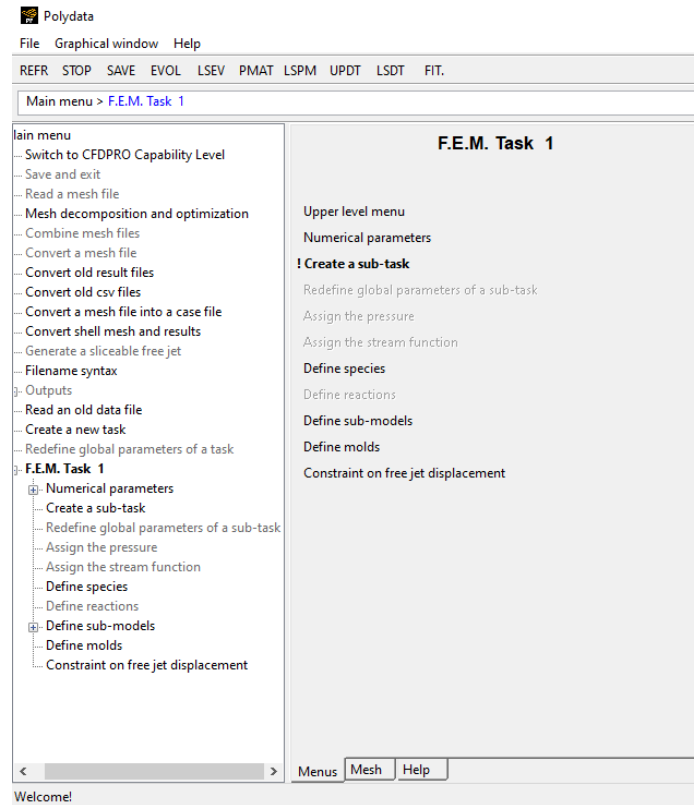 Polydata
File Graphical window Help
REFR STOP SAVE EVOL LSEV PMAT LSPM UPDT LSDT FIT.
Main menu > F.E.M. Task 1
lain menu
Switch to CFDPRO Capability Level
Save and exit
Read a mesh file
Mesh decomposition and optimization
Combine mesh files
Convert a mesh file
Convert old result files
Convert old csv files
Convert a mesh file into a case file
Convert shell mesh and results
Generate a sliceable free jet
Filename syntax
Outputs
Read an old data file
Create a new task
Redefine global parameters of a task
F.E.M. Task 1
Numerical parameters
Create a sub-task
Redefine global parameters of a sub-task
Assign the pressure
Assign the stream function
Define species
Define reactions
Define sub-models
Define molds
Constraint on free jet displacement
F.E.M. Task 1
Upper level menu
Numerical parameters
! Create a sub-task
Redefine global parameters of a sub-task
Assign the pressure
Assign the stream function
Define species
Define reactions
Define sub-models
Define molds
Constraint on free jet displacement
Menus Mesh Help
Welcome!